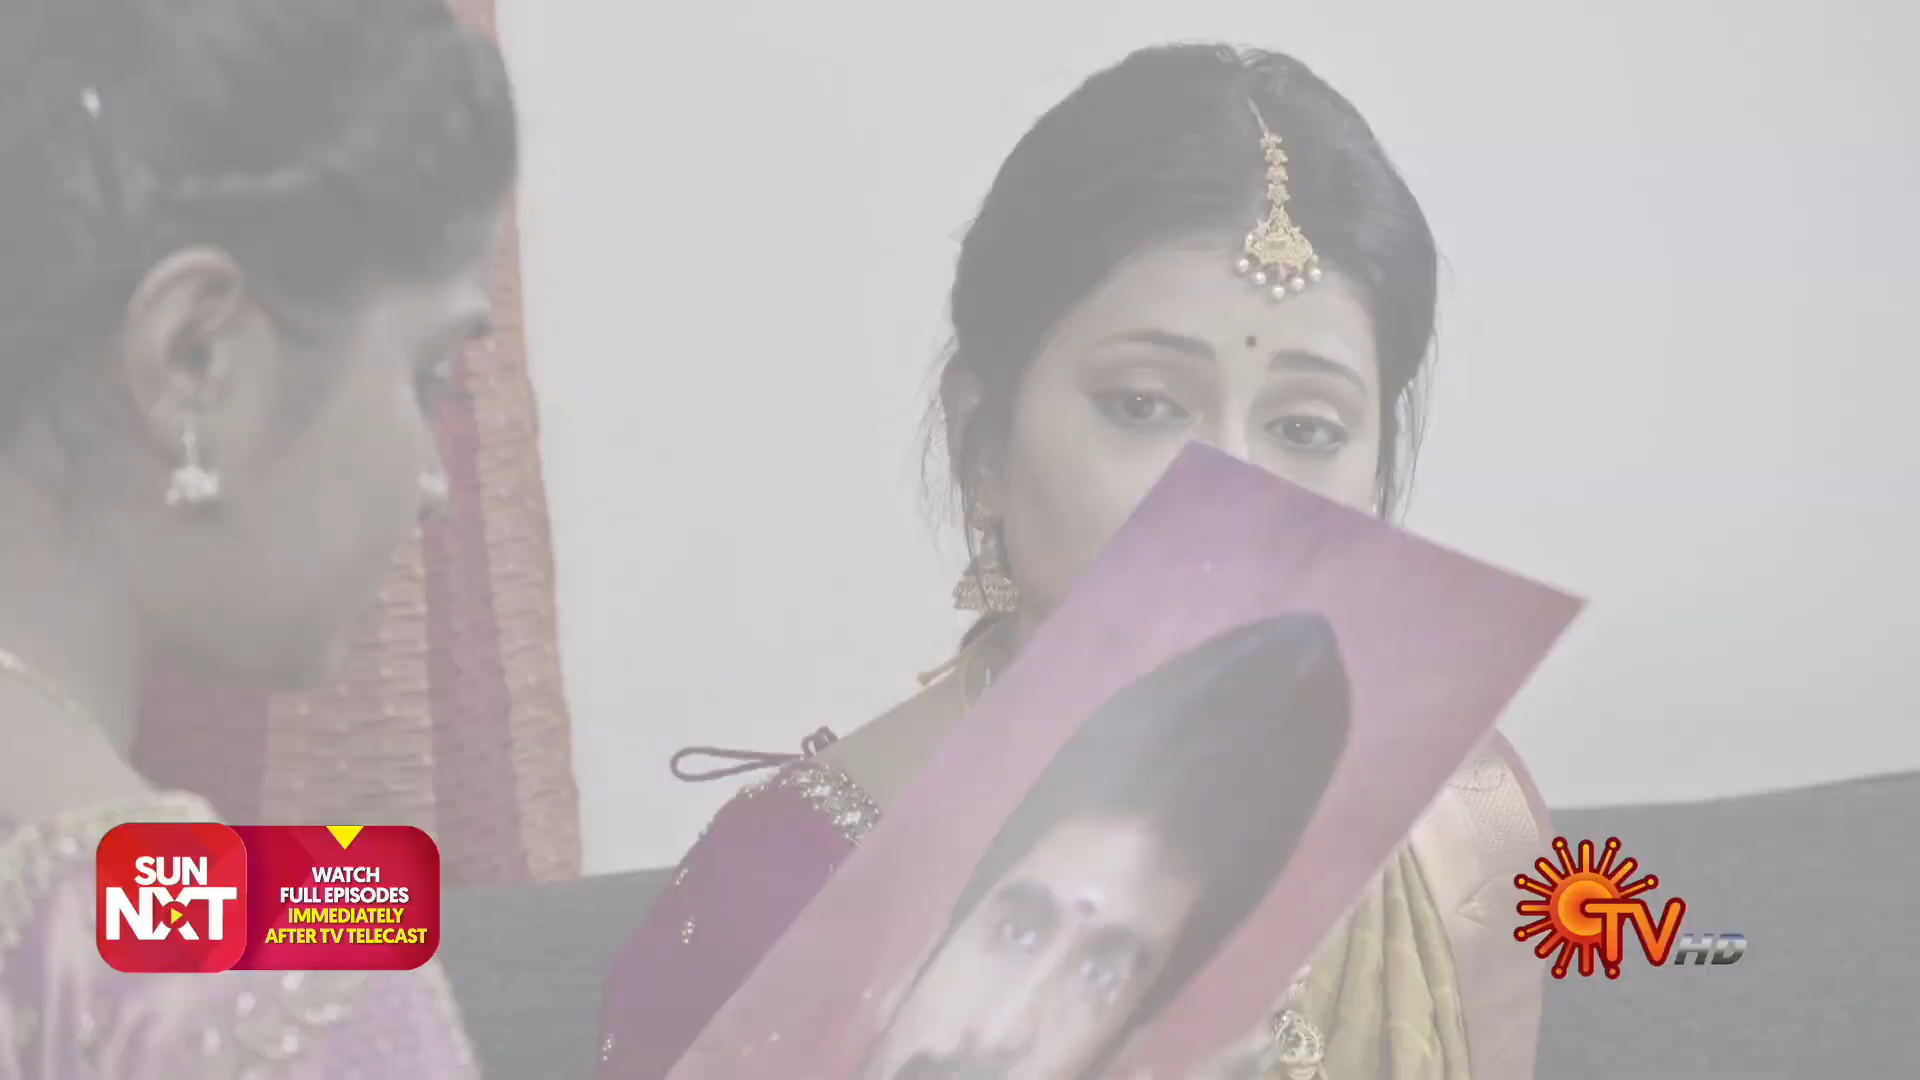 SUN
NXT
WATCH
FULL EPISODES
IMMEDIATELY
AFTER TV TELECAST
TV HD